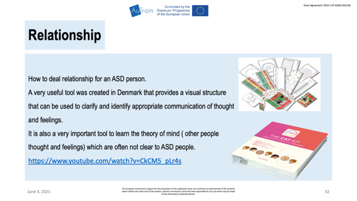 AuTrain
Co-funded by the
Erasmus+ Programme
of the European Union
Relationship
How to deal relationship for an ASD person.
A very useful tool was created in Denmark that provides a visual structure
that can be used to clarify and identify appropriate communication of thought
and feelings.
It is also a very important tool to learn the theory of mind ( other people
thought and feelings) which are often not clear to ASD people.
https://www.youtube.com/watch?v=CkCM5_pLr4s
June 3, 2021
32